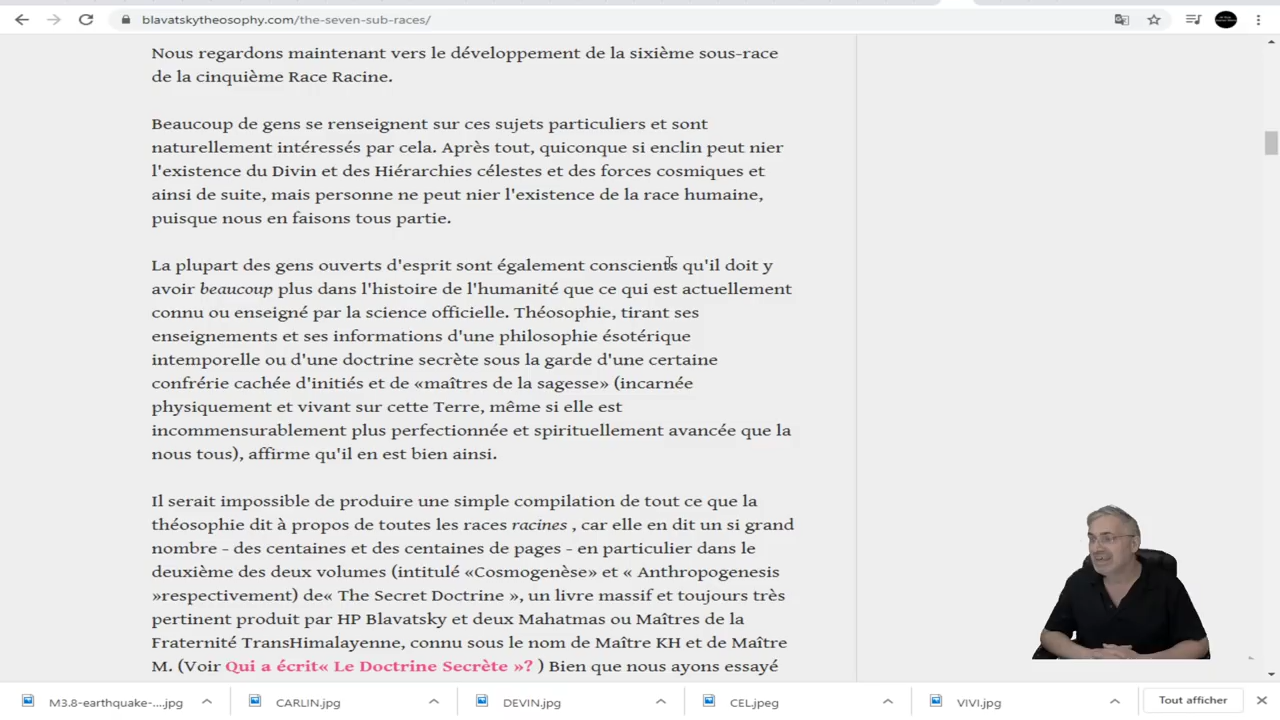 blavatskytheosophy.com/the-seven-sub-races/
Nous regardons maintenant vers le développement de la sixième sous-race
de la cinquième Race Racine.
Beaucoup de gens se renseignent sur ces sujets particuliers et sont
naturellement intéressés par cela. Après tout, quiconque si enclin peut nier
l'existence du Divin et des Hiérarchies célestes et des forces cosmiques et
ainsi de suite, mais personne ne peut nier l'existence de la race humaine,
puisque nous en faisons tous partie.
La plupart des gens ouverts d'esprit sont également conscients qu'il doit y
avoir beaucoup plus dans l'histoire de l'humanité que ce qui est actuellement
connu ou enseigné par la science officielle. Théosophie, tirant ses
enseignements et ses informations d'une philosophie ésotérique
intemporelle ou d'une doctrine secrète sous la garde d'une certaine
confrérie cachée d'initiés et de «maîtres de la sagesse» (incarnée
physiquement et vivant sur cette Terre, même si elle est
incommensurablement plus perfectionnée et spirituellement avancée que la
nous tous), affirme qu'il en est bien ainsi.
Il serait impossible de produire une simple compilation de tout ce que la
théosophie dit à propos de toutes les races racines , car elle en dit un si grand
nombre - des centaines et des centaines de pages - en particulier dans le
deuxième des deux volumes (intitulé «Cosmogenèse» et « Anthropogenesis
»respectivement) de« The Secret Doctrine », un livre massif et toujours très
pertinent produit par HP Blavatsky et deux Mahatmas ou Maîtres de la
Fraternité TransHimalayenne, connu sous le nom de Maître KH et de Maître
M. (Voir Qui a écrit« Le Doctrine Secrète »? ) Bien que nous ayons essayé
M3.8-earthquake-....jpg CARLIN.jpg DEVIN.jpg CEL.jpeg VIVI.jpg Tout afficher